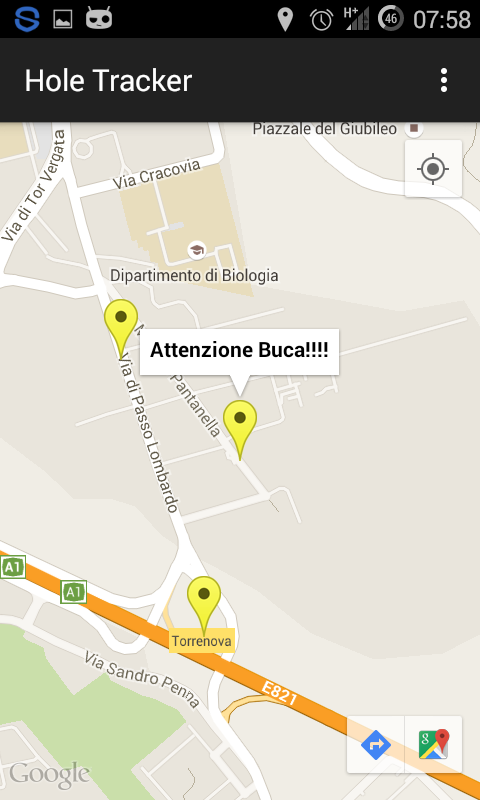 H+
46
07:58
Hole Tracker
Piazzale del Giubileo
Via di Tor Vergata
Via Cracovia
Dipartimento di Biologia
Attenzione Buca!!!!
Pantanella
Via di Passo Lombardo
A1
A1
Torrenova
Via Sandro Penna
E821
g
Google